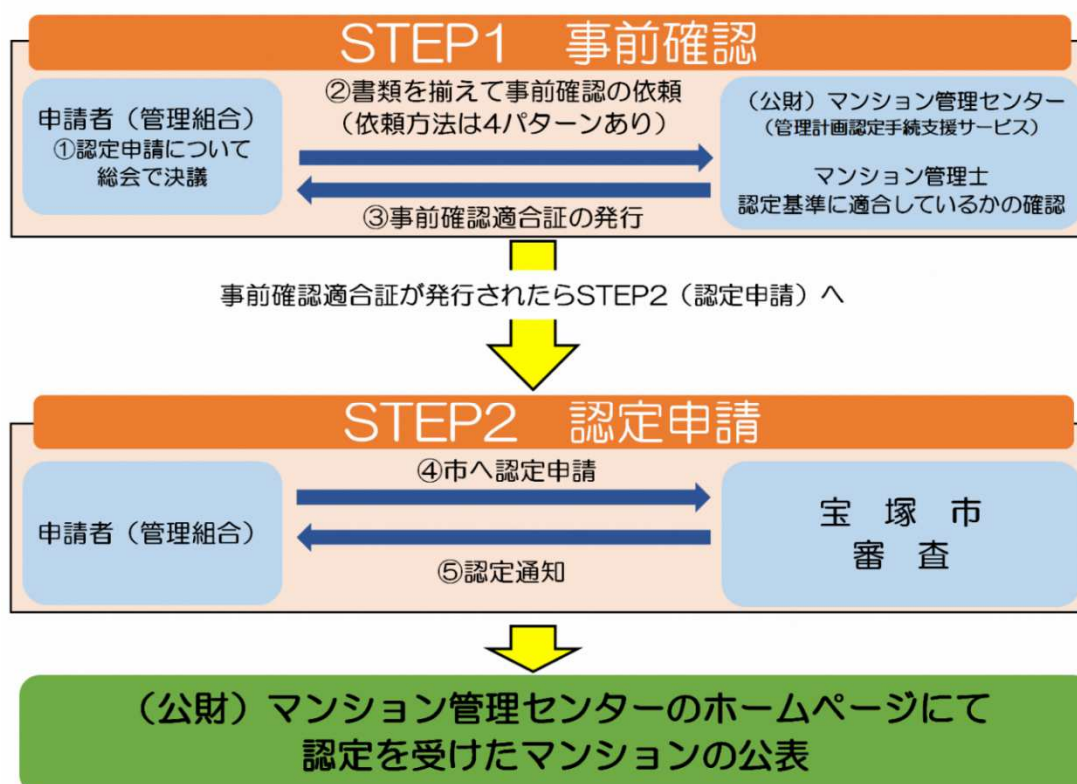 STEP1　事前確認
申請者（管理組合）
①認定申請について
総会で決議
②書類を揃えて事前確認の依頼
（依頼方法は4パターンあり）
③事前確認適合証の発行
（公財）マンション管理センター
（管理計画認定手続支援サービス）
マンション管理士
認定基準に適合しているかの確認
事前確認適合証が発行されたらSTEP2（認定申請）へ
STEP2　認定申請
申請者（管理組合）
④市へ認定申請
⑤認定通知
宝　塚　市
審　査
（公財）マンション管理センターのホームページにて
認定を受けたマンションの公表